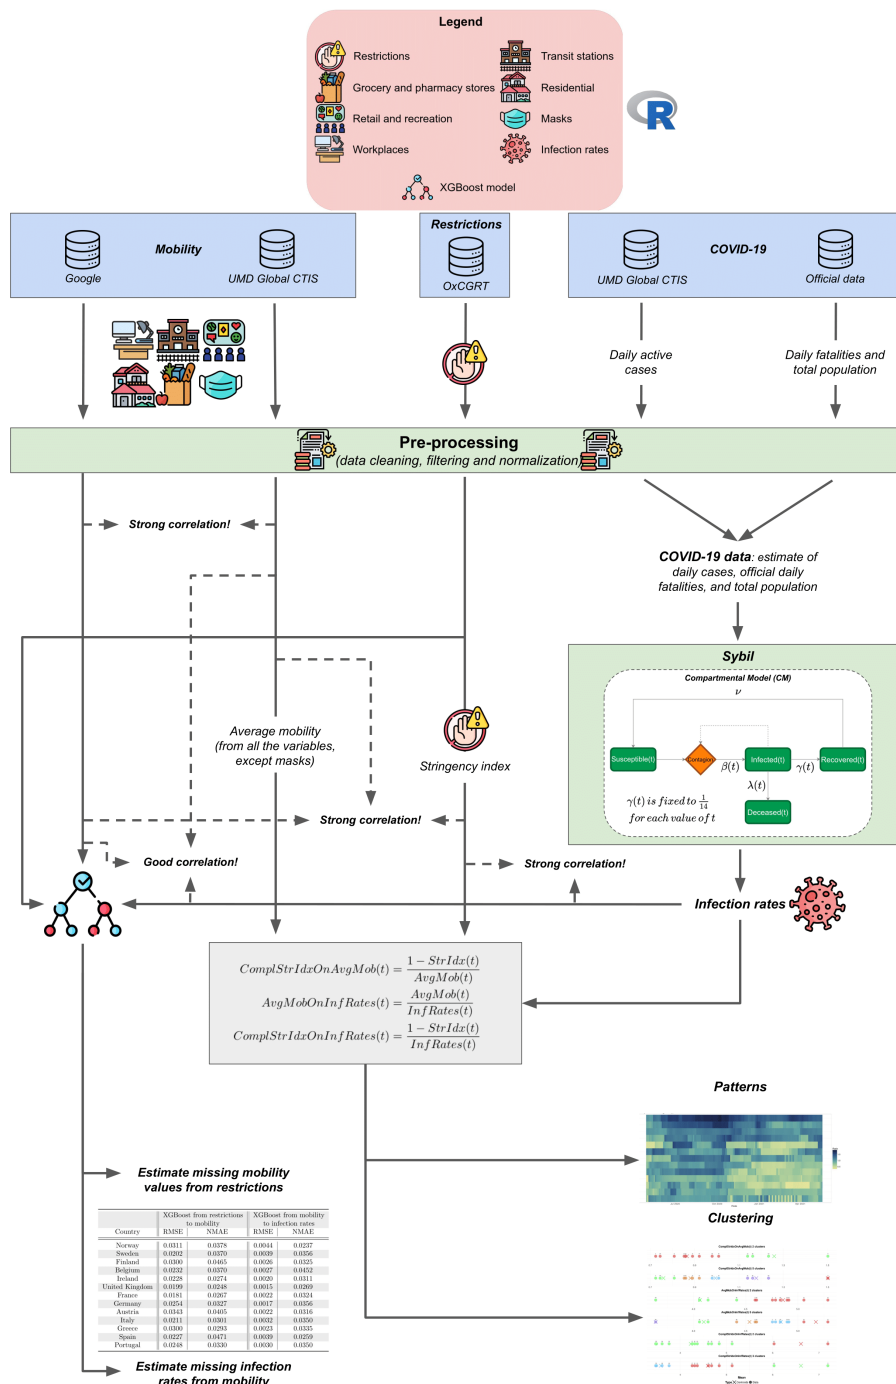 Legend
Restrictions
Transit stations
Grocery and pharmacy stores
Residential
Retail and recreation
Masks
Workplaces
Infection rates
XGBoost model
R
Mobility
Google
UMD Global CTIS
Restrictions
OxCGRT
COVID-19
UMD Global CTIS
Official data
Daily active
cases
Daily fatalities and
total population
Pre-processing
(data cleaning, filtering and normalization)
Strong correlation!
COVID-19 data: estimate of
daily cases, official daily
fatalities, and total population
Sybil
Compartmental Model (CM)
ν
Susceptible(t)
Contagion
β(t)
Infected(t)
γ(t)
Recovered(t)
λ(t)
Deceased(t)
γ(t) is fixed to 1/14
for each value of t
Average mobility
(from all the variables,
except masks)
Stringency index
Strong correlation!
Good correlation!
Strong correlation!
Infection rates
ComplStrIdxOnAvgMob(t) = 1 − StrIdx(t) / AvgMob(t)
AvgMobOnInfRates(t) = AvgMob(t) / InfRates(t)
ComplStrIdxOnInfRates(t) = 1 − StrIdx(t) / InfRates(t)
Patterns
Clustering
Estimate missing mobility
values from restrictions
XGBoost from restrictions to mobility XGBoost from mobility to infection rates
Country RMSE NMAE RMSE NMAE
Norway 0.0311 0.0378 0.0044 0.0237
Sweden 0.0202 0.0370 0.0039 0.0356
Finland 0.0300 0.0465 0.0026 0.0325
Belgium 0.0232 0.0370 0.0027 0.0452
Ireland 0.0228 0.0274 0.0020 0.0311
United Kingdom 0.0199 0.0248 0.0015 0.0269
France 0.0181 0.0267 0.0022 0.0324
Germany 0.0254 0.0327 0.0017 0.0356
Austria 0.0343 0.0405 0.0022 0.0316
Italy 0.0211 0.0301 0.0032 0.0350
Greece 0.0300 0.0293 0.0023 0.0335
Spain 0.0227 0.0471 0.0039 0.0259
Portugal 0.0248 0.0330 0.0030 0.0350
Estimate missing infection
rates from mobility